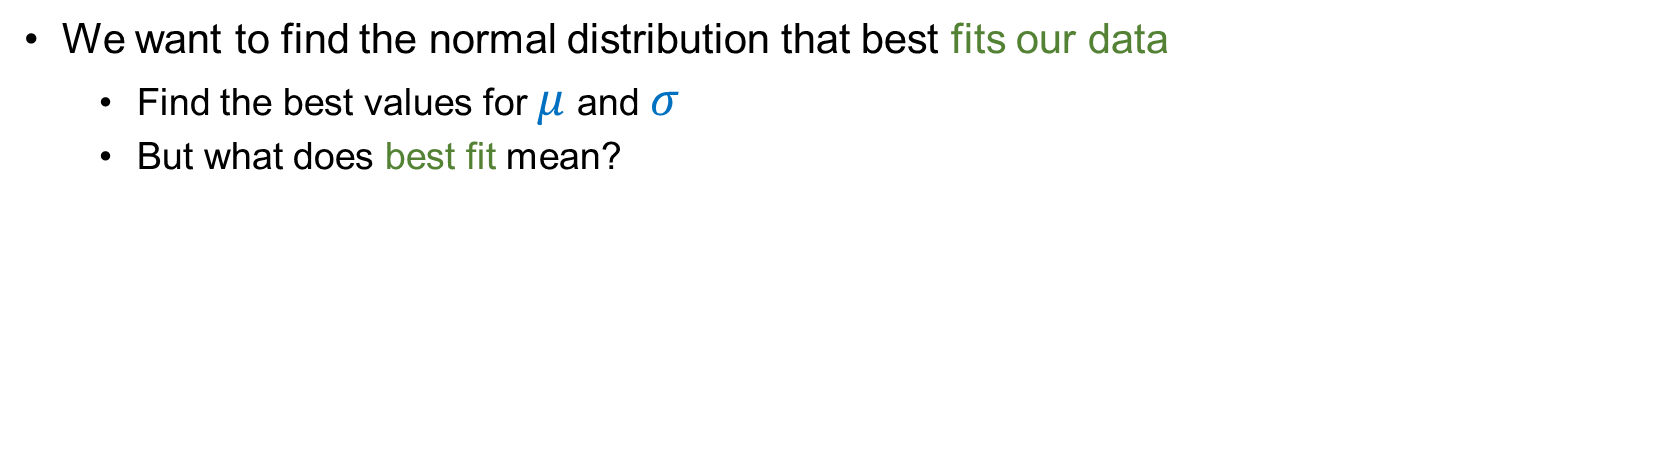 • We want to find the normal distribution that best fits our data
• Find the best values for μ and σ
• But what does best fit mean?